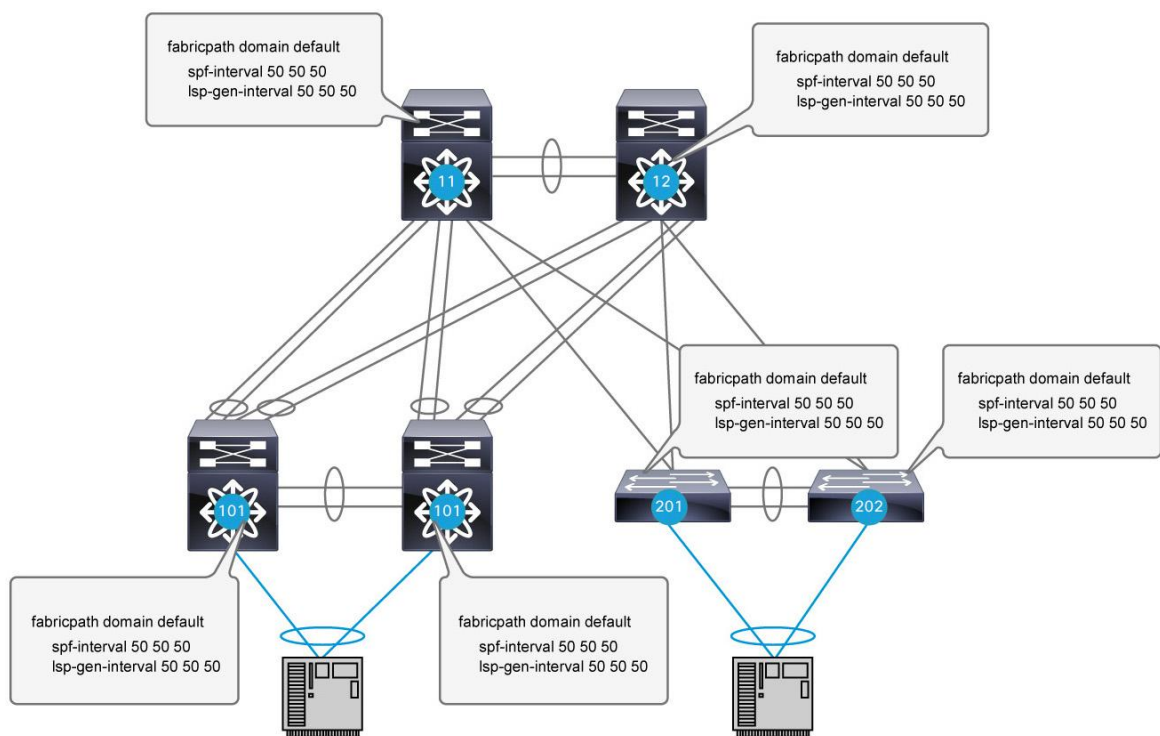 fabricpath domain default
spf-interval 50 50 50
lsp-gen-interval 50 50 50
fabricpath domain default
spf-interval 50 50 50
lsp-gen-interval 50 50 50
11
12
fabricpath domain default
spf-interval 50 50 50
lsp-gen-interval 50 50 50
fabricpath domain default
spf-interval 50 50 50
lsp-gen-interval 50 50 50
101
101
201
202
fabricpath domain default
spf-interval 50 50 50
lsp-gen-interval 50 50 50
fabricpath domain default
spf-interval 50 50 50
lsp-gen-interval 50 50 50